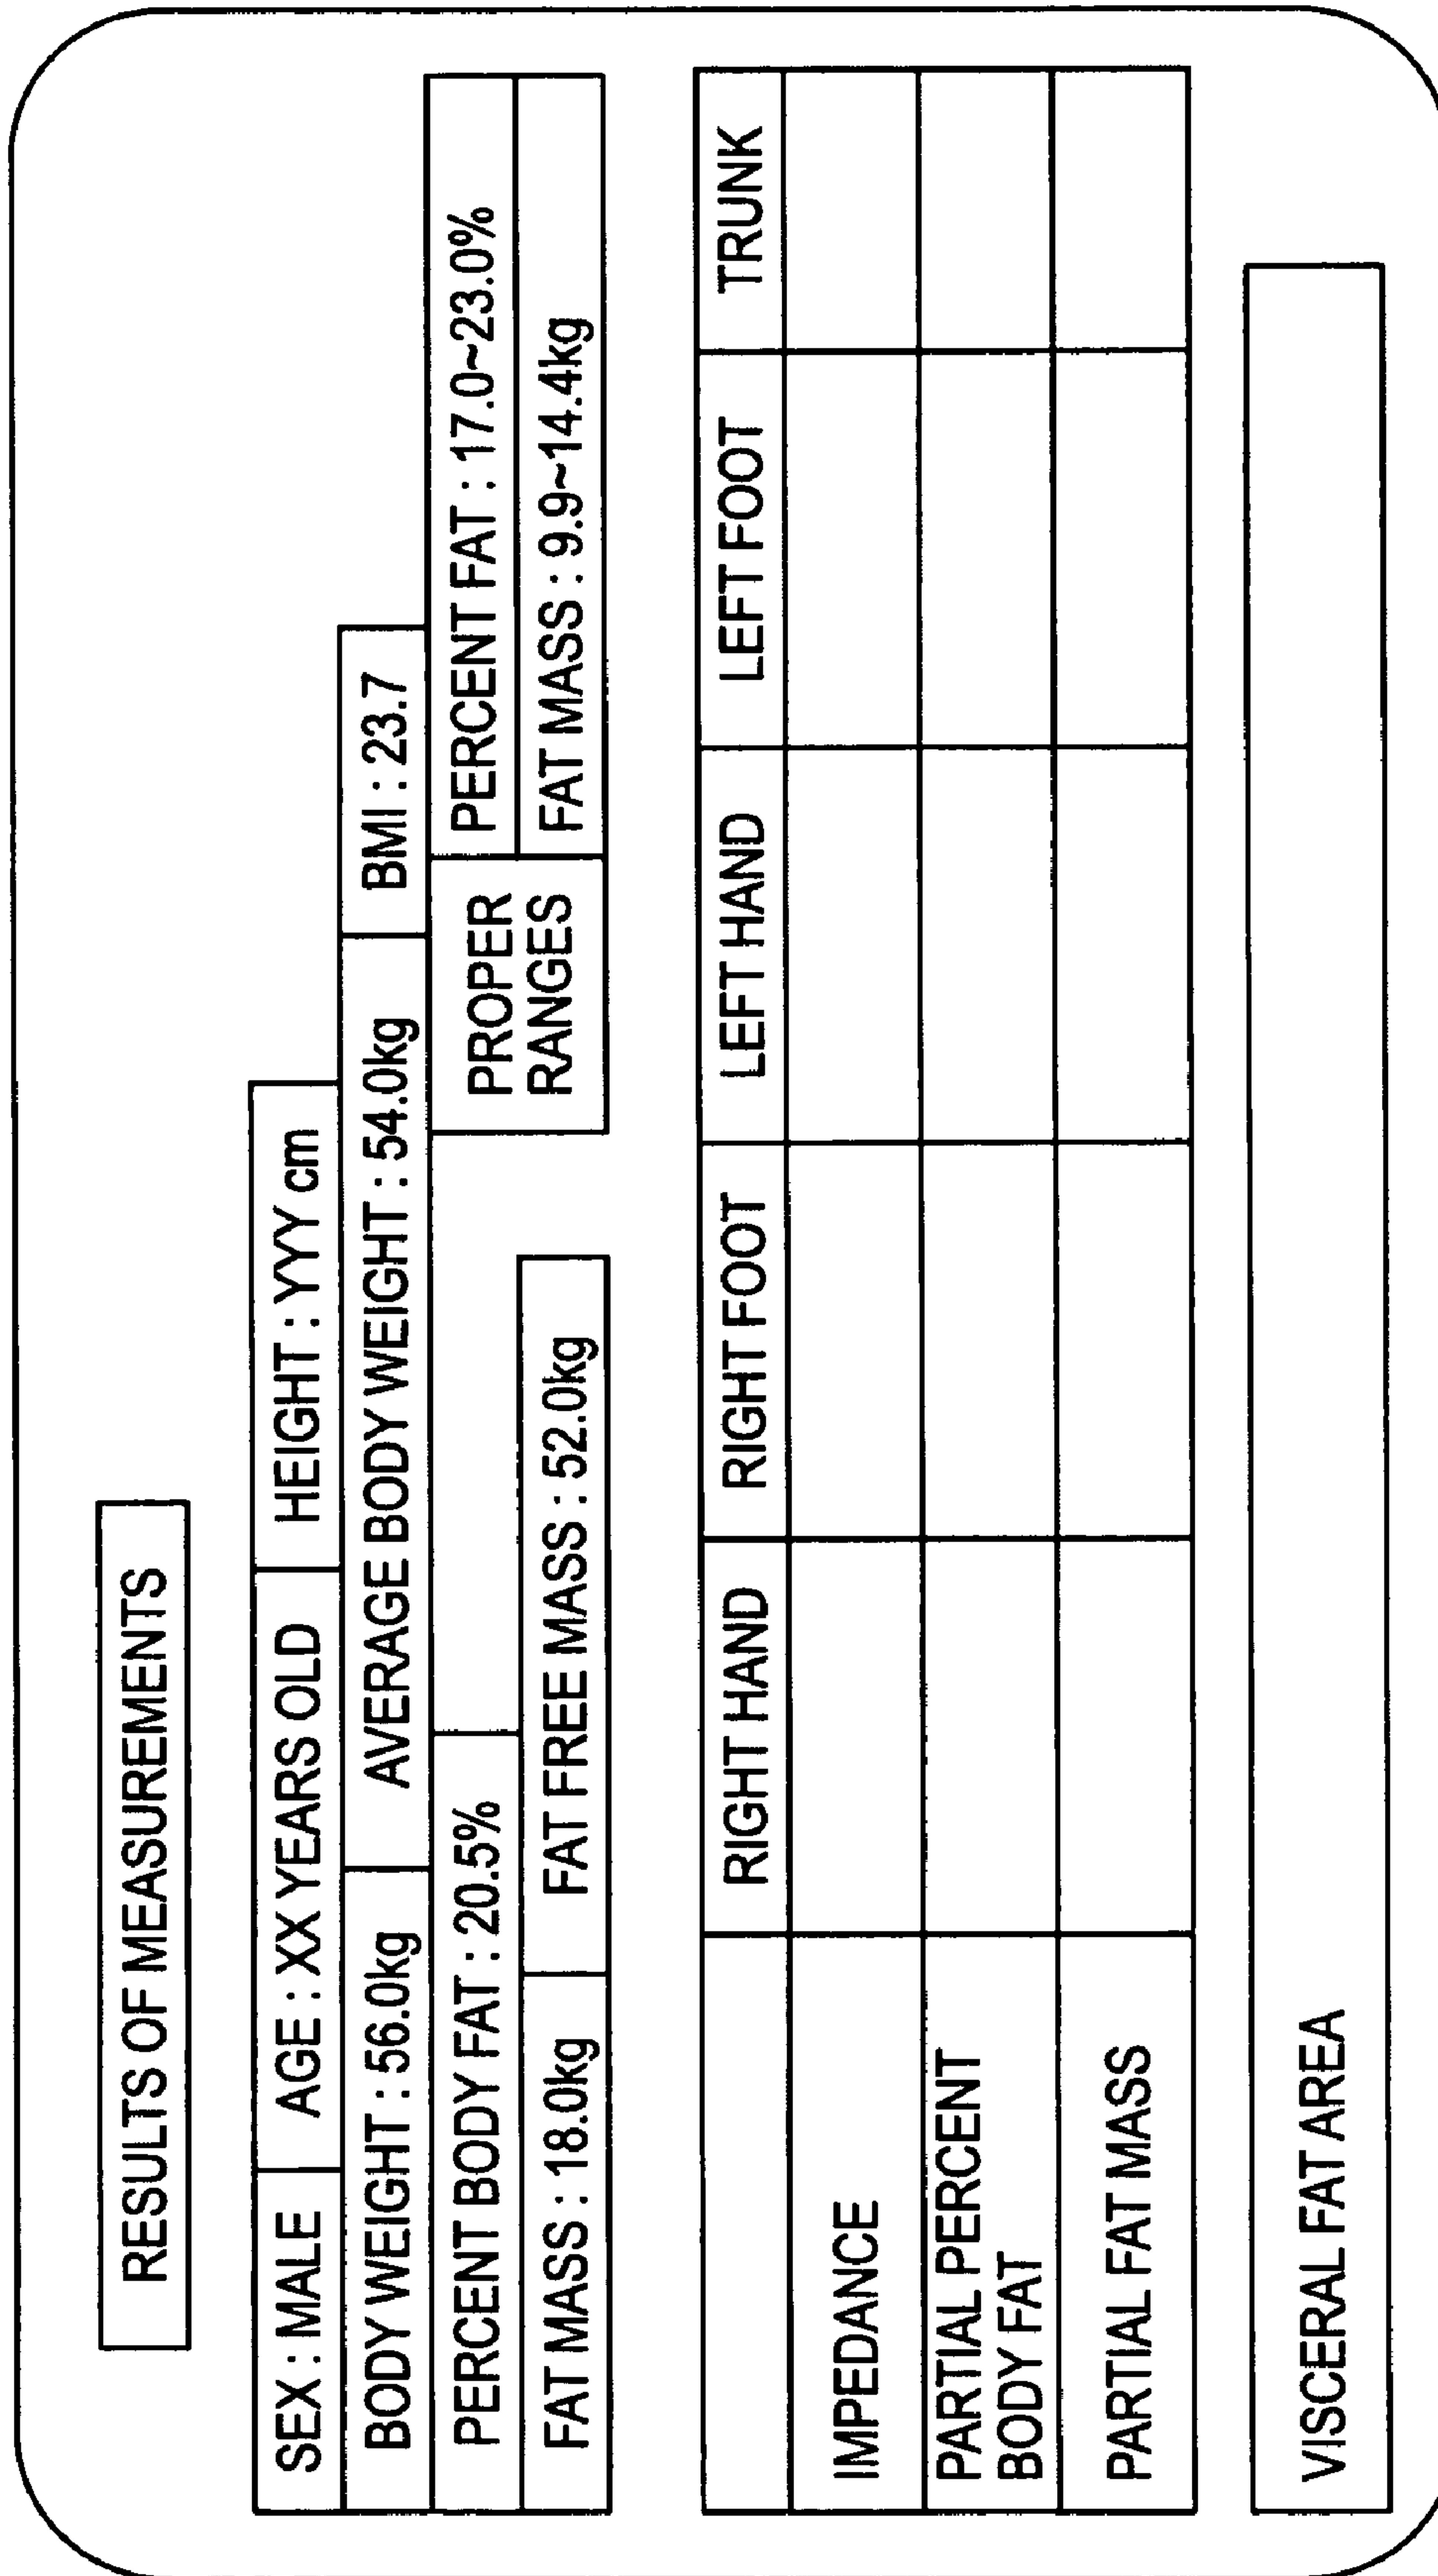 RESULTS OF MEASUREMENTS
SEX : MALE AGE : XX YEARS OLD HEIGHT : YYY cm
BODY WEIGHT : 56.0kg AVERAGE BODY WEIGHT : 54.0kg BMI : 23.7
PERCENT BODY FAT : 20.5%
FAT MASS : 18.0kg FAT FREE MASS : 52.0kg
PROPER
RANGES
PERCENT FAT : 17.0~23.0%
FAT MASS : 9.9~14.4kg
RIGHT HAND RIGHT FOOT LEFT HAND LEFT FOOT TRUNK
IMPEDANCE
PARTIAL PERCENT
BODY FAT
PARTIAL FAT MASS
VISCERAL FAT AREA